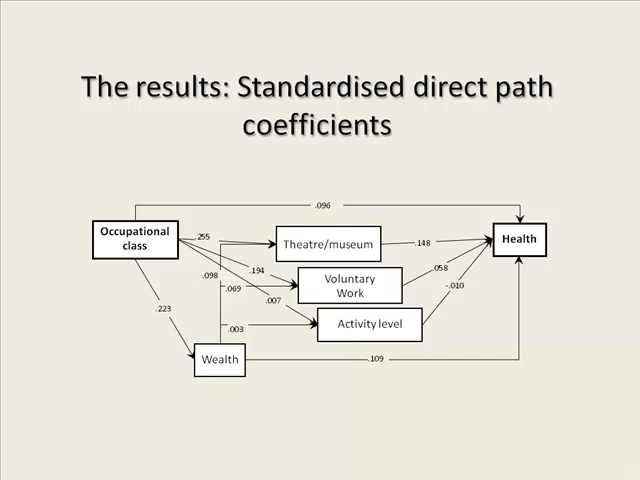 The results: Standardised direct path
coefficients
.096
Occupational
class
.255
Theatre/museum
.148
Health
.194
.098
.069
Voluntary
Work
.058
.007
-.010
.223
.003
Activity level
Wealth
.109